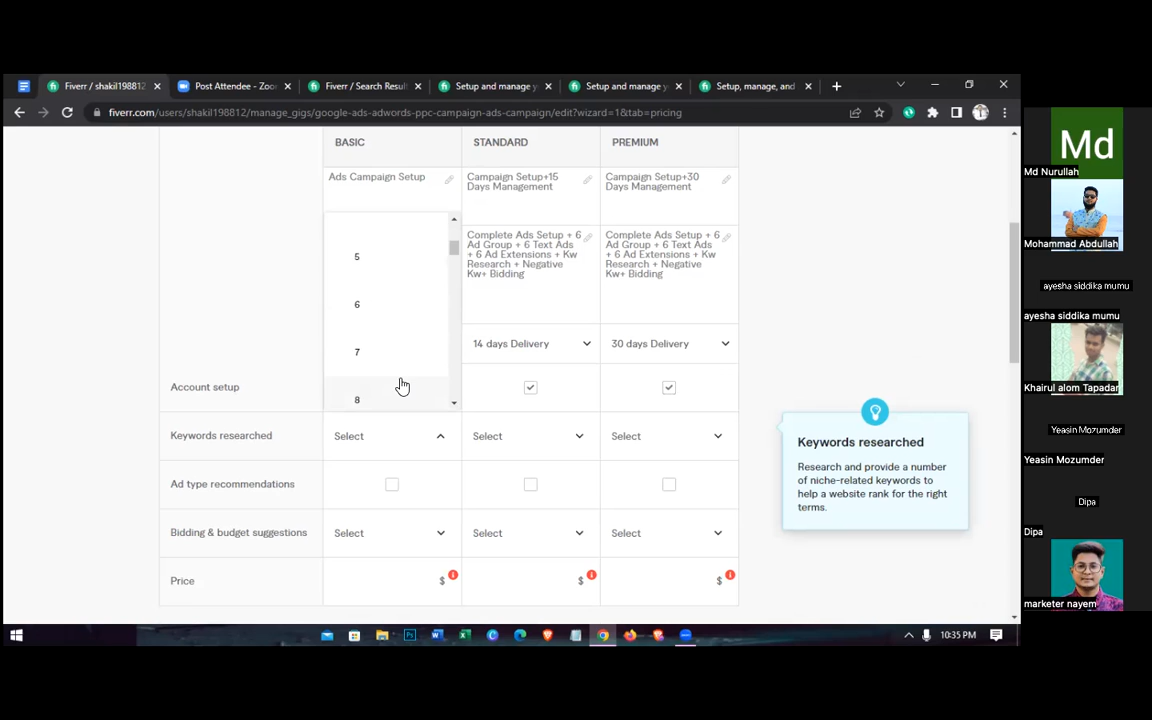 Fiverr / shakil198812
Post Attendee - Zoo
Fiverr / Search Result
Setup and manage y
Setup and manage y
Setup, manage, and
fiverr.com/users/shakil198812/manage_gigs/google-ads-adwords-ppc-campaign-ads-campaign/edit?wizard=1&tab=pricing
BASIC
STANDARD
PREMIUM
Ads Campaign Setup
Campaign Setup+15
Days Management
Campaign Setup+30
Days Management
Complete Ads Setup + 6
Ad Group + 6 Text Ads
+ 6 Ad Extensions + Kw
Research + Negative
Kw+ Bidding
Complete Ads Setup + 6
Ad Group + 6 Text Ads
+ 6 Ad Extensions + Kw
Research + Negative
Kw+ Bidding
5
6
7
8
14 days Delivery
30 days Delivery
Account setup
Keywords researched
Select
Select
Select
Ad type recommendations
Bidding & budget suggestions
Select
Select
Select
Price
$
$
$
Keywords researched
Research and provide a number
of niche-related keywords to
help a website rank for the right
terms.
10:35 PM
Md
Md Nurullah
Mohammad Abdullah
ayesha siddika mumu
ayesha siddika mumu
Khairul alom Tapadar
Yeasin Mozumder
Yeasin Mozumder
Dipa
Dipa
marketer nayem